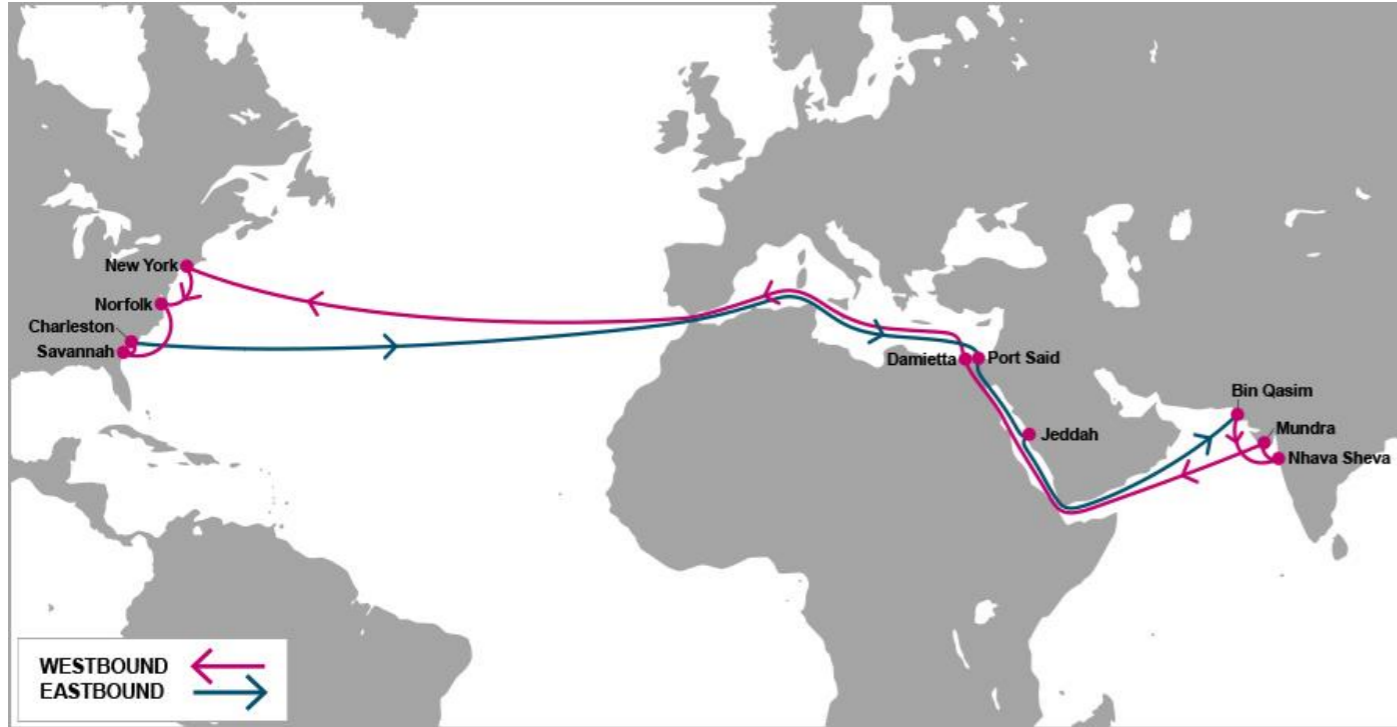 New York
Norfolk
Charleston
Savannah
Damietta
Port Said
Jeddah
Bin Qasim
Mundra
Nhava Sheva
WESTBOUND
EASTBOUND